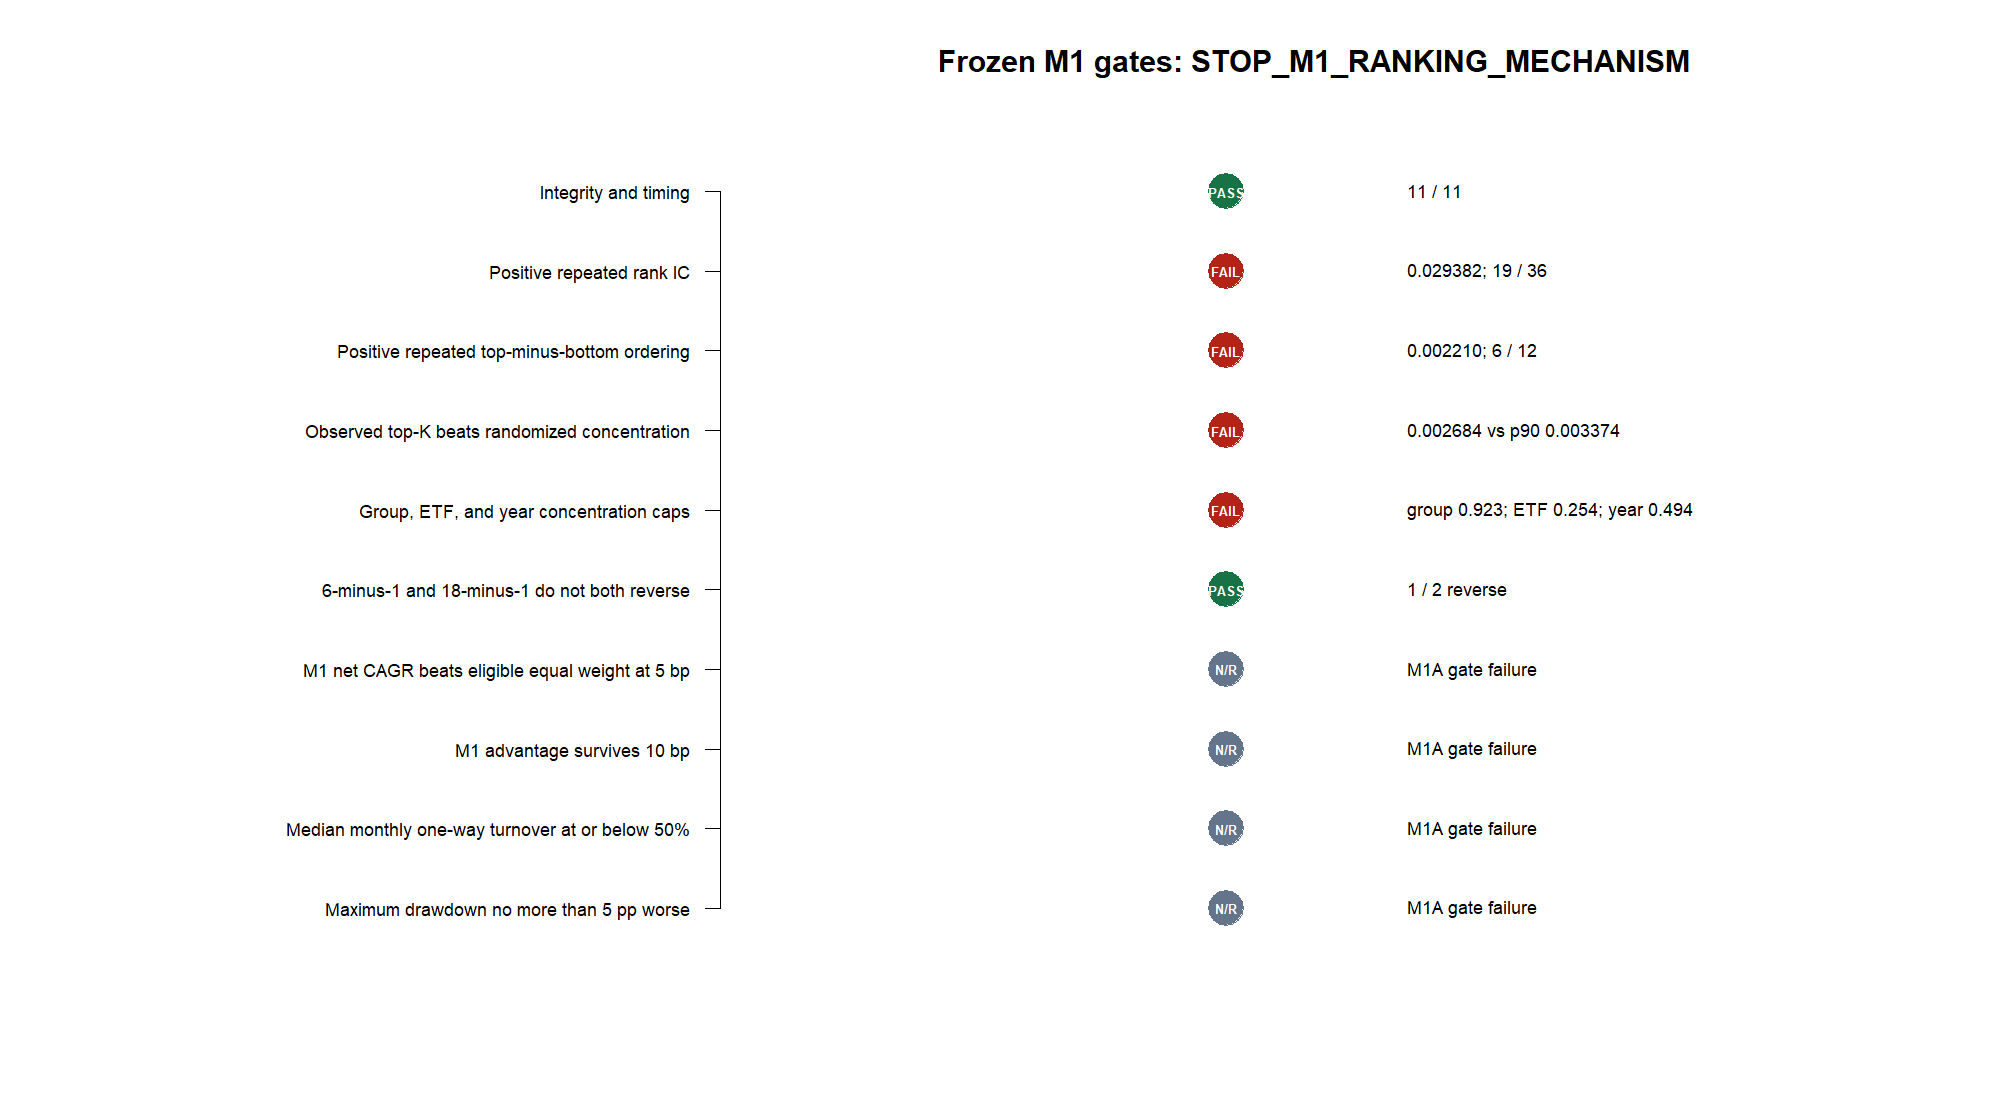 Frozen M1 gates: STOP_M1_RANKING_MECHANISM
Integrity and timing PASS 11 / 11
Positive repeated rank IC FAIL 0.029382; 19 / 36
Positive repeated top-minus-bottom ordering FAIL 0.002210; 6 / 12
Observed top-K beats randomized concentration FAIL 0.002684 vs p90 0.003374
Group, ETF, and year concentration caps FAIL group 0.923; ETF 0.254; year 0.494
6-minus-1 and 18-minus-1 do not both reverse PASS 1 / 2 reverse
M1 net CAGR beats eligible equal weight at 5 bp N/R M1A gate failure
M1 advantage survives 10 bp N/R M1A gate failure
Median monthly one-way turnover at or below 50% N/R M1A gate failure
Maximum drawdown no more than 5 pp worse N/R M1A gate failure